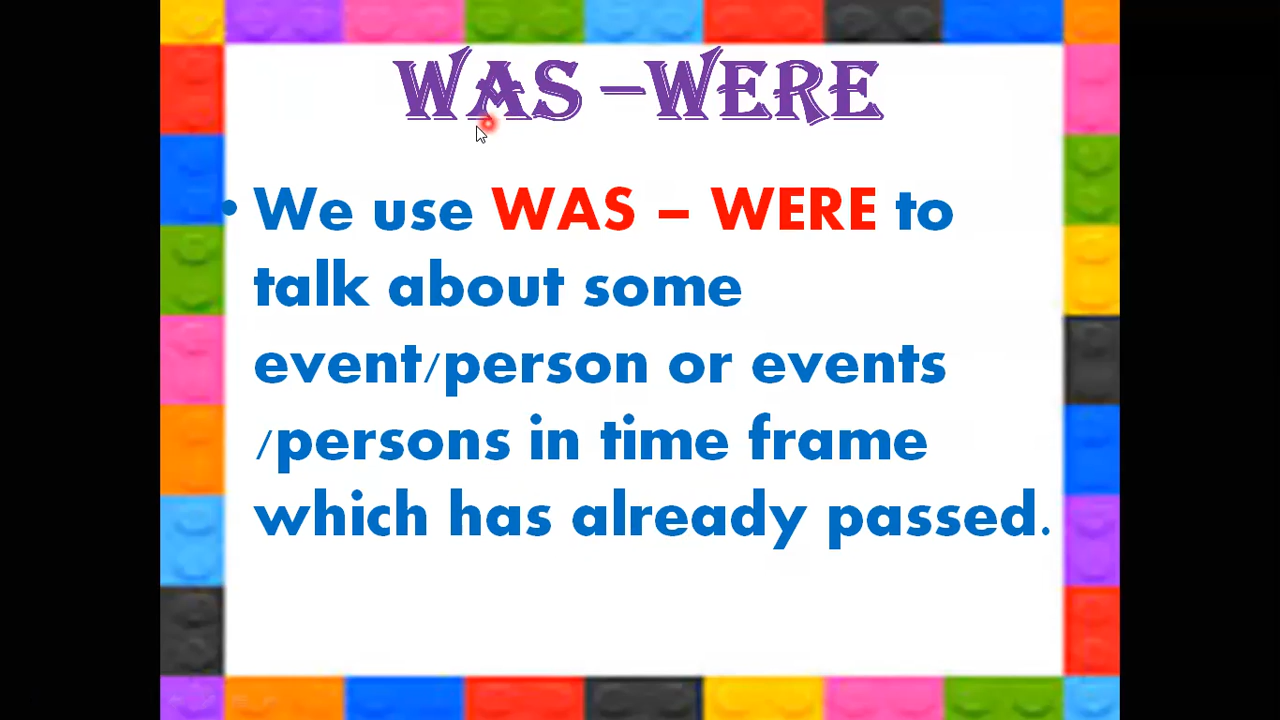 WAS –WERE
• We use WAS – WERE to
talk about some
event/person or events
/persons in time frame
which has already passed.